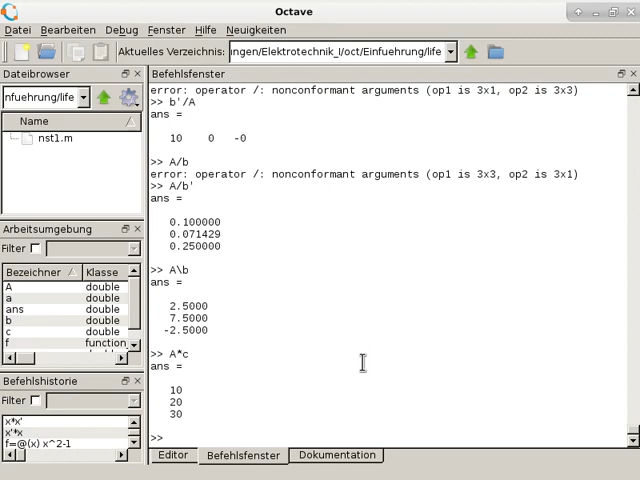 Octave
Datei Bearbeiten Debug Fenster Hilfe Neuigkeiten
Aktuelles Verzeichnis: ıngen/Elektrotechnik_I/oct/Einfuehrung/life
Dateibrowser
nfuehrung/life
Name
nst1.m
Arbeitsumgebung
Filter
Bezeichner Klasse
A double
a double
ans double
b double
c double
f function_
Befehlshistorie
Filter
x*x'
x'*x
f=@(x) x^2-1
Befehlsfenster
error: operator /: nonconformant arguments (op1 is 3x1, op2 is 3x3)
>> b'/A
ans =
10 0 -0
>> A/b
error: operator /: nonconformant arguments (op1 is 3x3, op2 is 3x1)
>> A/b'
ans =
0.100000
0.071429
0.250000
>> A\b
ans =
2.5000
7.5000
-2.5000
>> A*c
ans =
10
20
30
>>
Editor Befehlsfenster Dokumentation